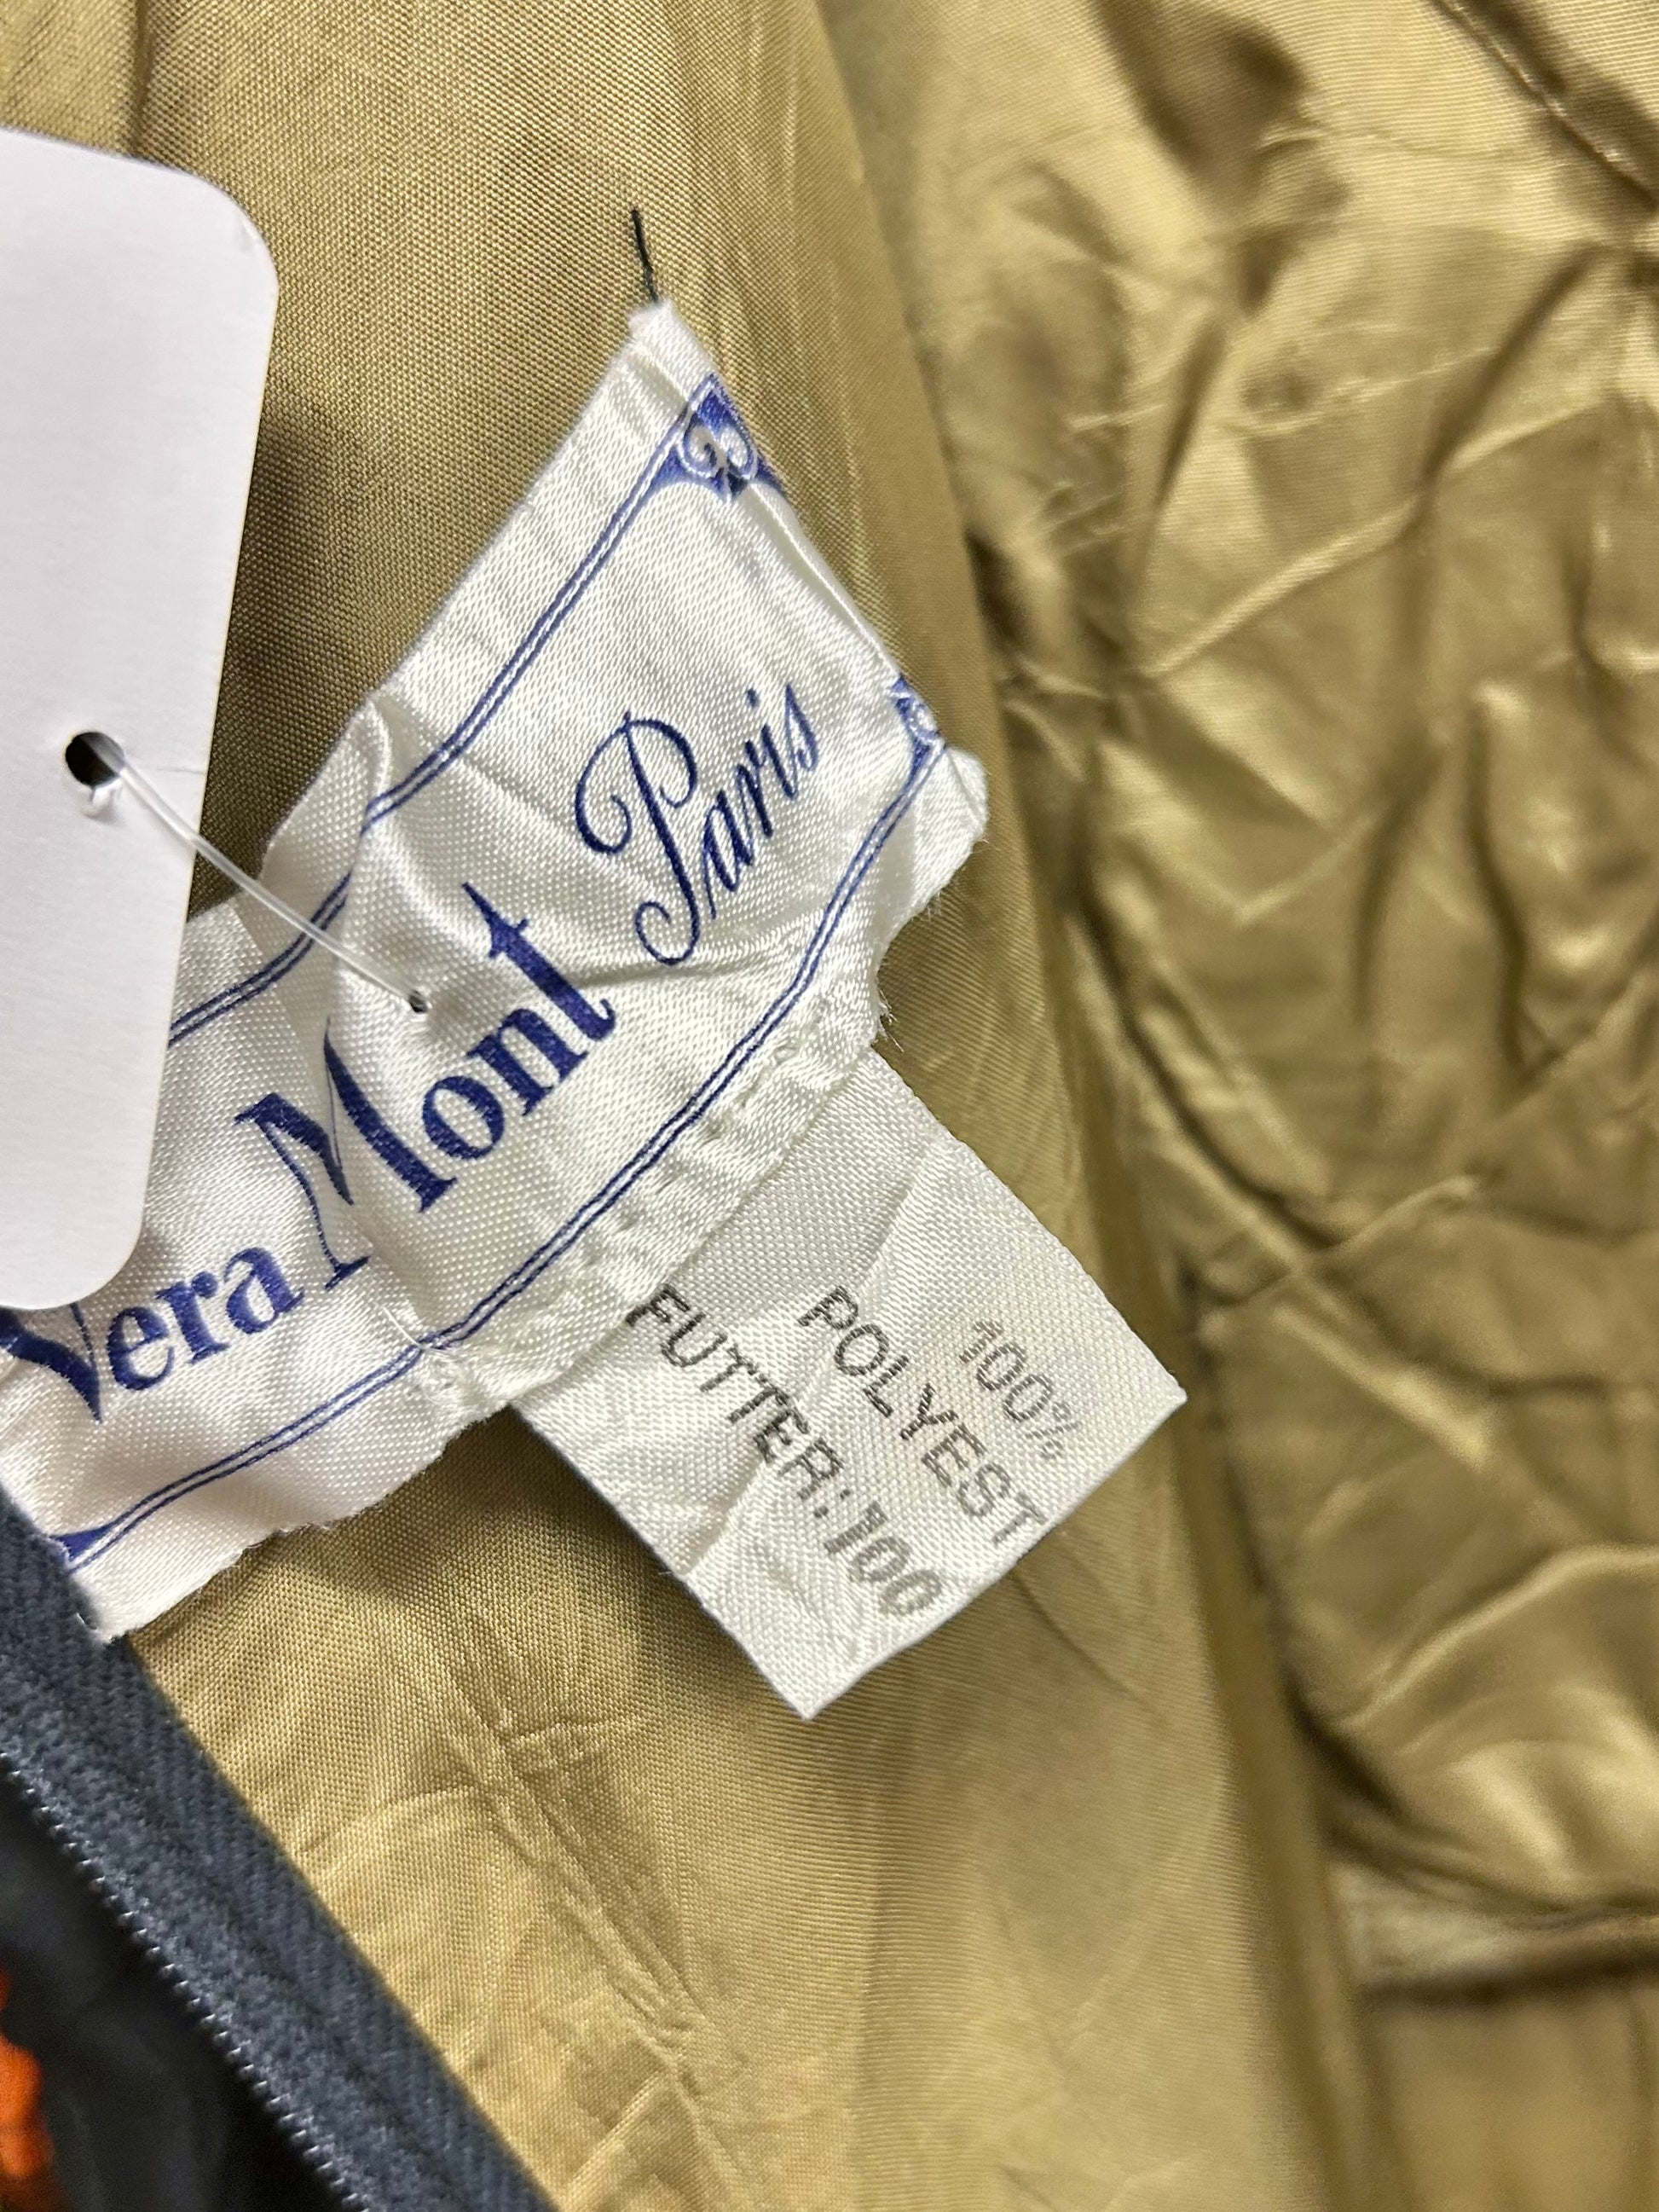 Vera Mont Paris
100%
POLYEST
FUTTER:100